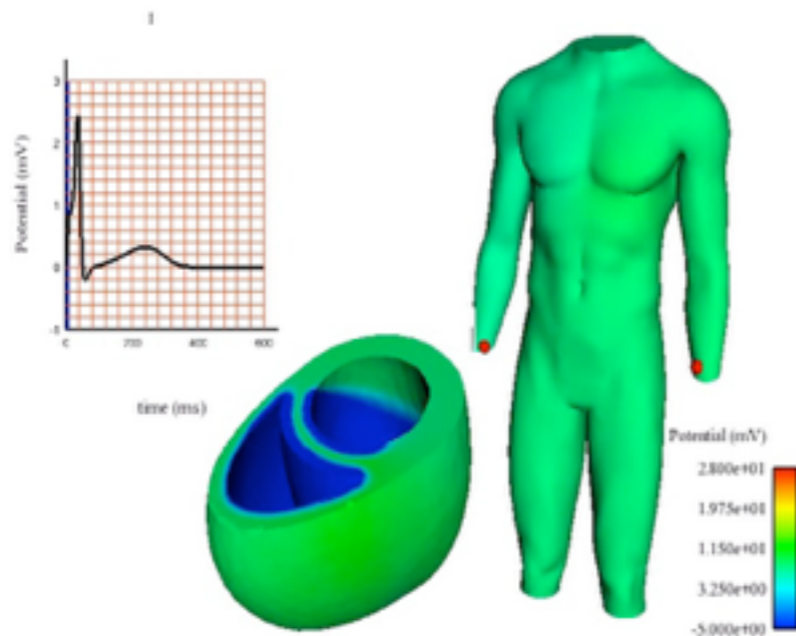 I
Potential (mV)
3
2
1
0
-1
0
200
400
600
time (ms)
Potential (mV)
2.800e+01
1.975e+01
1.150e+01
3.250e+00
-5.000e+00